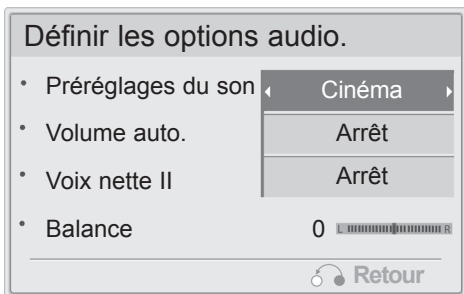 Définir les options audio.
• Préréglages du son Cinéma
• Volume auto. Arrêt
• Voix nette II Arrêt
• Balance 0 L R
Retour